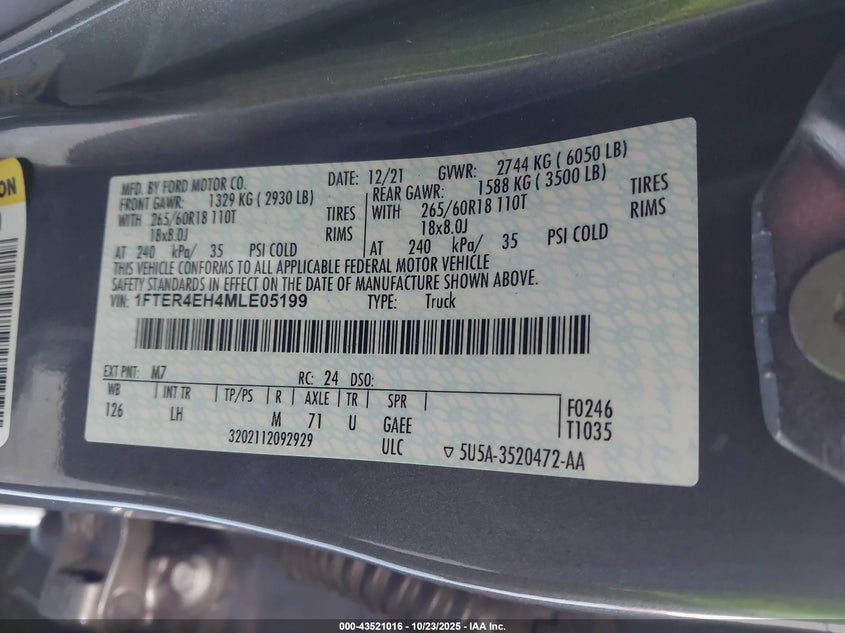 ON
MFD. BY FORD MOTOR CO. DATE: 12/21 GVWR: 2744 KG ( 6050 LB)
FRONT GAWR: 1329 KG ( 2930 LB) REAR GAWR: 1588 KG ( 3500 LB)
WITH 265/60R18 110T TIRES WITH 265/60R18 110T TIRES
18x8.0J RIMS 18x8.0J RIMS
AT 240 kPa/ 35 PSI COLD AT 240 kPa/ 35 PSI COLD
THIS VEHICLE CONFORMS TO ALL APPLICABLE FEDERAL MOTOR VEHICLE
SAFETY STANDARDS IN EFFECT ON THE DATE OF MANUFACTURE SHOWN ABOVE.
VIN: 1FTER4EH4MLE05199 TYPE: Truck
EXT PNT: M7 RC: 24 DSO:
WB INT TR TP/PS R AXLE TR SPR F0246
126 LH M 71 U GAEE T1035
3202112092929 ULC ▽ 5U5A-3520472-AA
000-43521016 - 10/23/2025 - IAA Inc.